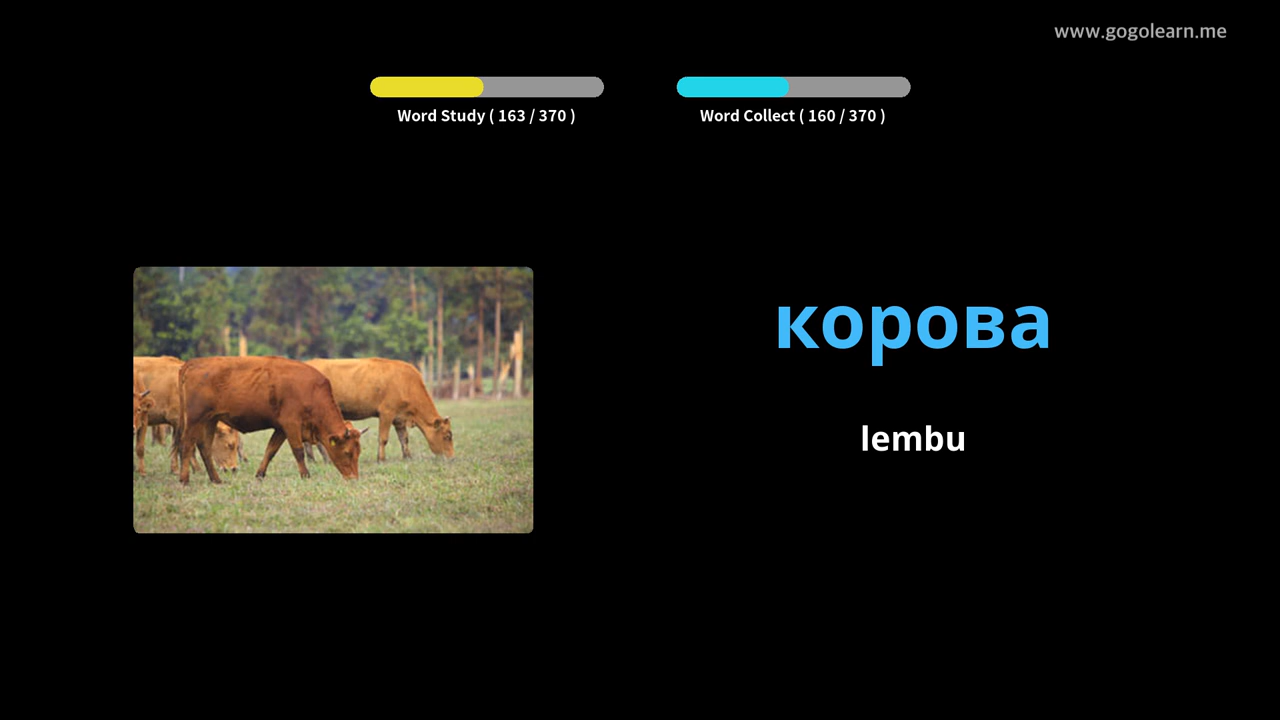 www.gogolearn.me
Word Study ( 163 / 370 )
Word Collect ( 160 / 370 )
корова
lembu